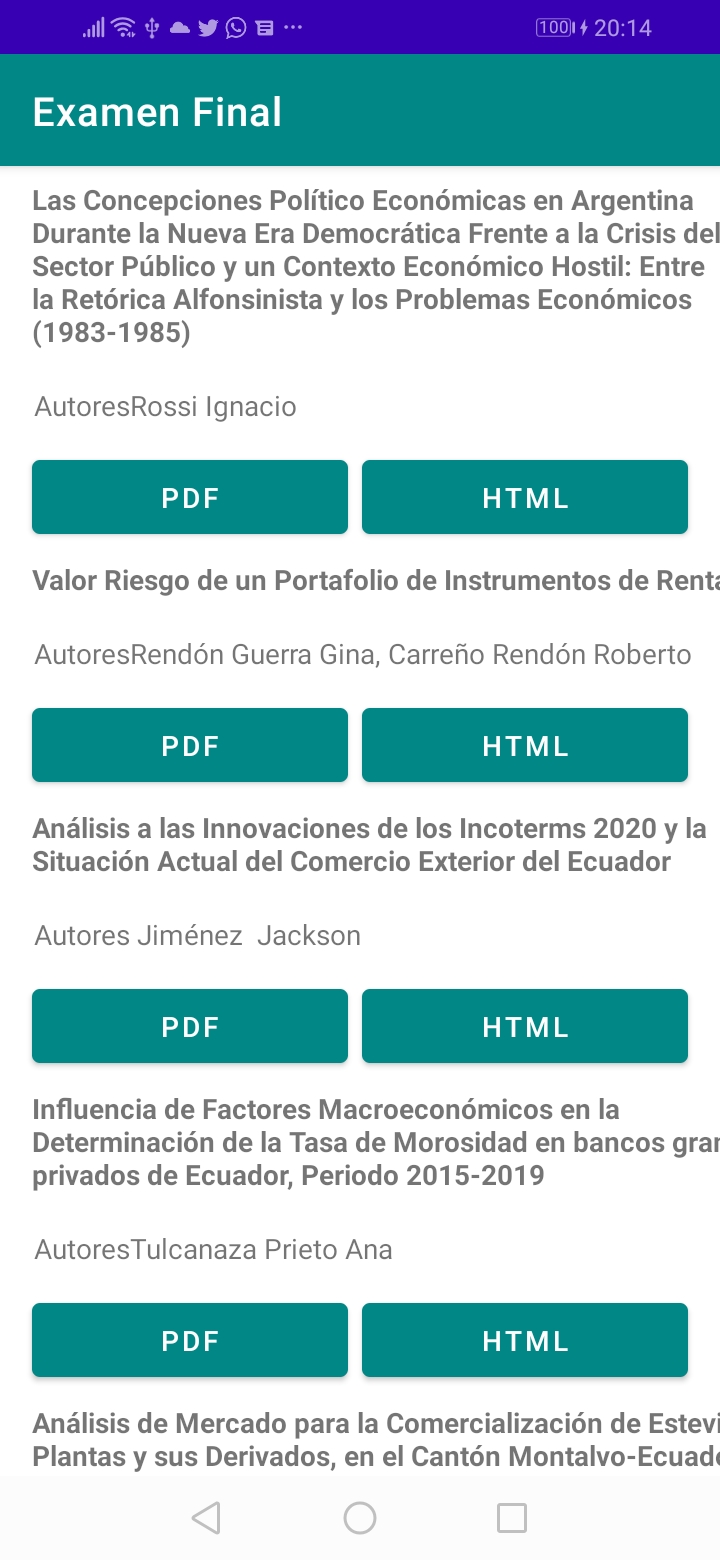 100 20:14
Examen Final
Las Concepciones Político Económicas en Argentina
Durante la Nueva Era Democrática Frente a la Crisis del
Sector Público y un Contexto Económico Hostil: Entre
la Retórica Alfonsinista y los Problemas Económicos
(1983-1985)
AutoresRossi Ignacio
PDF HTML
Valor Riesgo de un Portafolio de Instrumentos de Renta
AutoresRendón Guerra Gina, Carreño Rendón Roberto
PDF HTML
Análisis a las Innovaciones de los Incoterms 2020 y la
Situación Actual del Comercio Exterior del Ecuador
Autores Jiménez  Jackson
PDF HTML
Influencia de Factores Macroeconómicos en la
Determinación de la Tasa de Morosidad en bancos
privados de Ecuador, Periodo 2015-2019
AutoresTulcanaza Prieto Ana
PDF HTML
Análisis de Mercado para la Comercialización de
Plantas y sus Derivados, en el Cantón